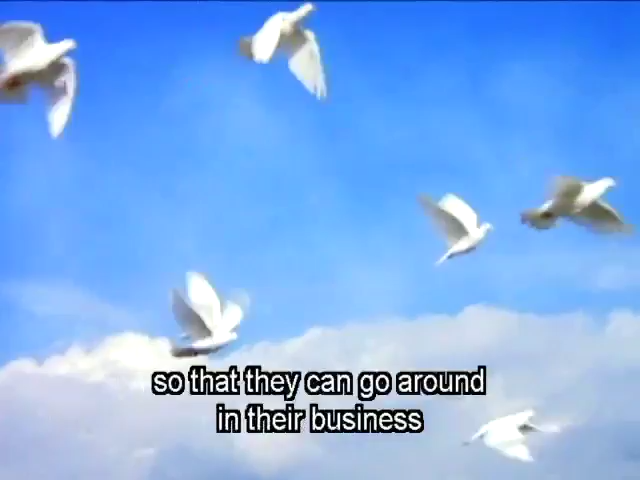 so that they can go around
in their business